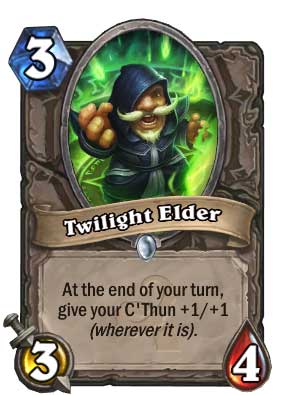 3
Twilight Elder
At the end of your turn,
give your C'Thun +1/+1
(wherever it is).
3
4